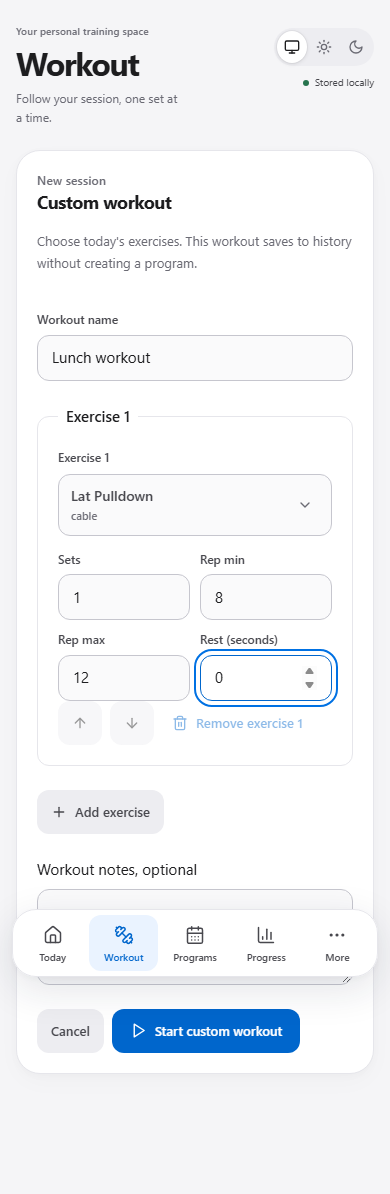 Your personal training space
Workout
Follow your session, one set at
a time.
Stored locally
New session
Custom workout
Choose today's exercises. This workout saves to history
without creating a program.
Workout name
Lunch workout
Exercise 1
Exercise 1
Lat Pulldown
cable
Sets
Rep min
1
8
Rep max
Rest (seconds)
12
0
Remove exercise 1
Add exercise
Workout notes, optional
Today
Workout
Programs
Progress
More
Cancel
Start custom workout